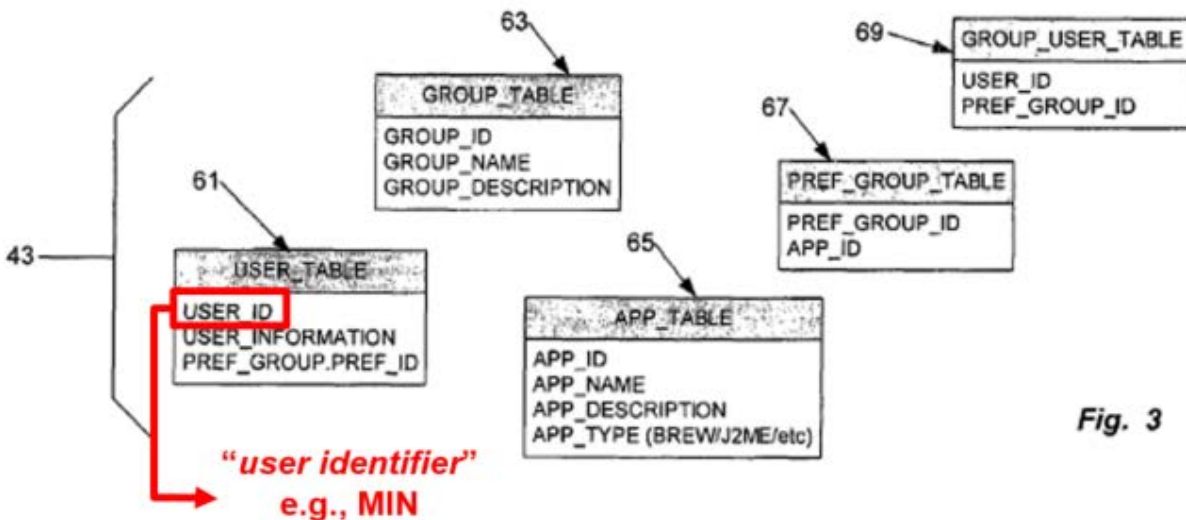 63
GROUP_TABLE
GROUP_ID
GROUP_NAME
GROUP_DESCRIPTION
69
GROUP_USER_TABLE
USER_ID
PREF_GROUP_ID
67
PREF_GROUP_TABLE
PREF_GROUP_ID
APP_ID
43
61
USER_TABLE
USER_ID
USER_INFORMATION
PREF_GROUP.PREF_ID
65
APP_TABLE
APP_ID
APP_NAME
APP_DESCRIPTION
APP_TYPE (BREW/J2ME/etc)
Fig. 3
“user identifier”
e.g., MIN